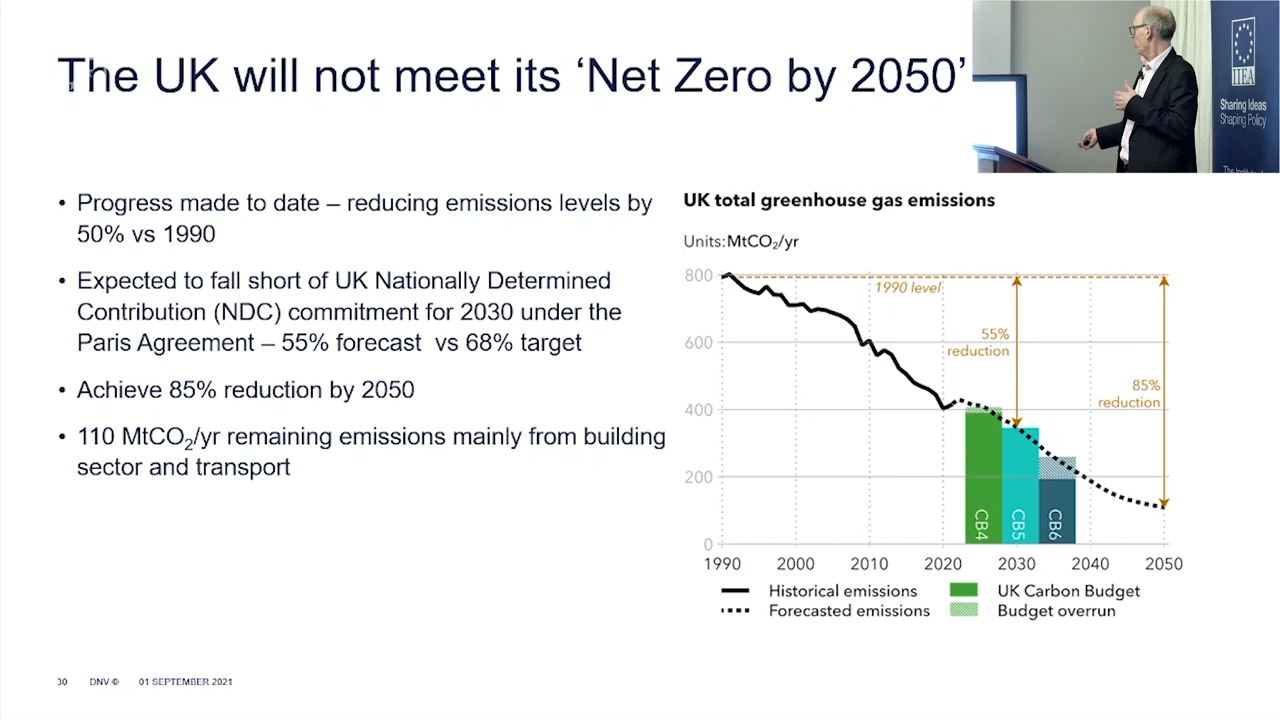 The UK will not meet its ‘Net Zero by 2050’
IIEA
Sharing Ideas
Shaping Policy
• Progress made to date – reducing emissions levels by
50% vs 1990
• Expected to fall short of UK Nationally Determined
Contribution (NDC) commitment for 2030 under the
Paris Agreement – 55% forecast vs 68% target
• Achieve 85% reduction by 2050
• 110 MtCO₂/yr remaining emissions mainly from building
sector and transport
UK total greenhouse gas emissions
Units:MtCO₂/yr
800
600
400
200
0
1990 level
55%
reduction
85%
reduction
CB4
CB5
CB6
1990 2000 2010 2020 2030 2040 2050
Historical emissions
UK Carbon Budget
Forecasted emissions
Budget overrun
30 DNV © 01 SEPTEMBER 2021